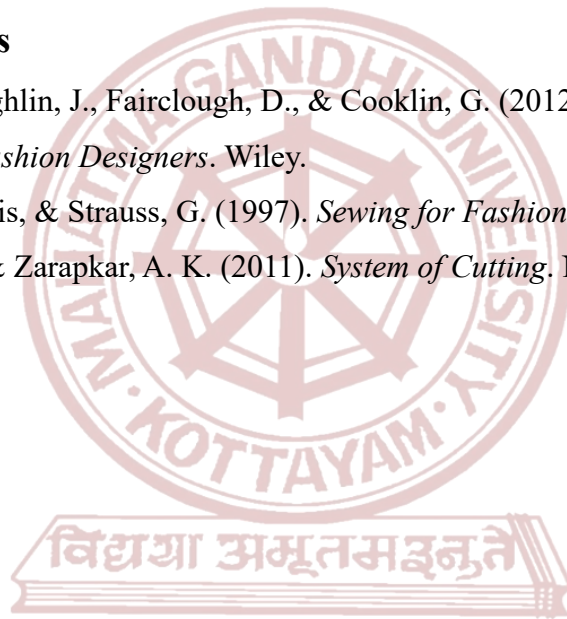 s
ghlin, J., Fairclough, D., & Cooklin, G. (2012
shion Designers. Wiley.
is, & Strauss, G. (1997). Sewing for Fashion
Zarapkar, A. K. (2011). System of Cutting.
MAHATMA GANDHI UNIVERSITY
KOTTAYAM
विद्यया अमृतमश्नुते